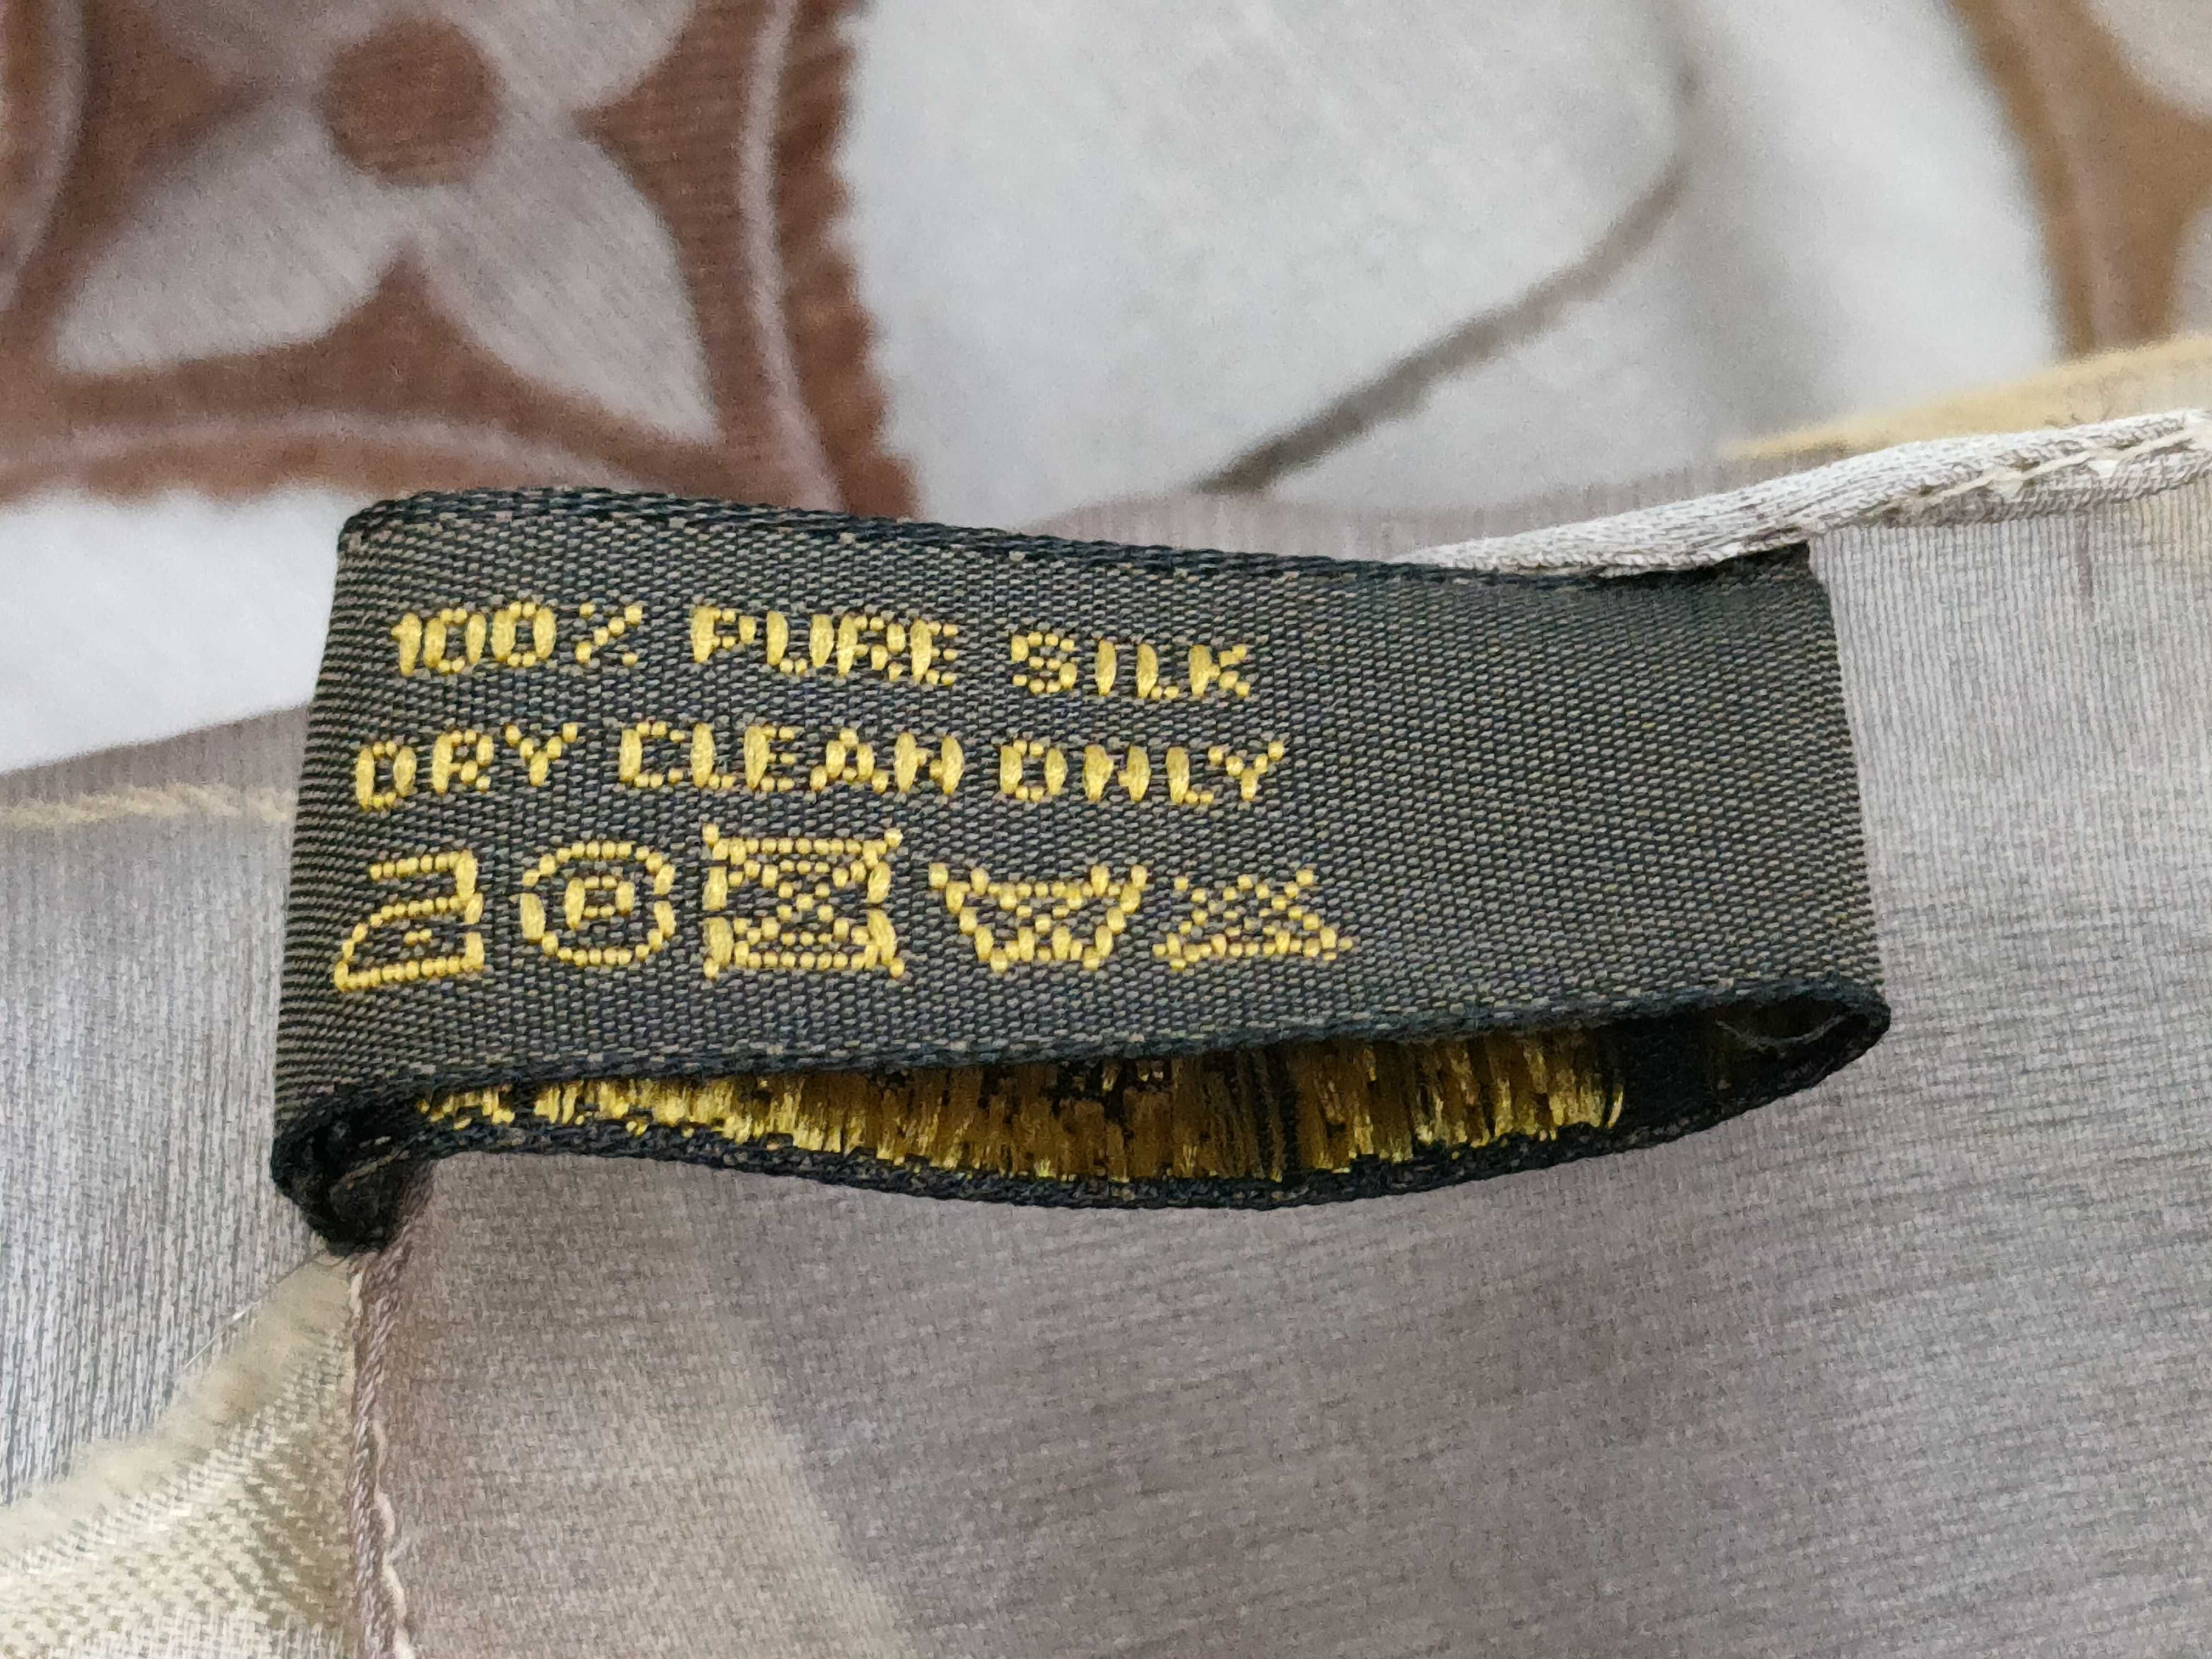 100% PURE SILK
DRY CLEAN ONLY
P